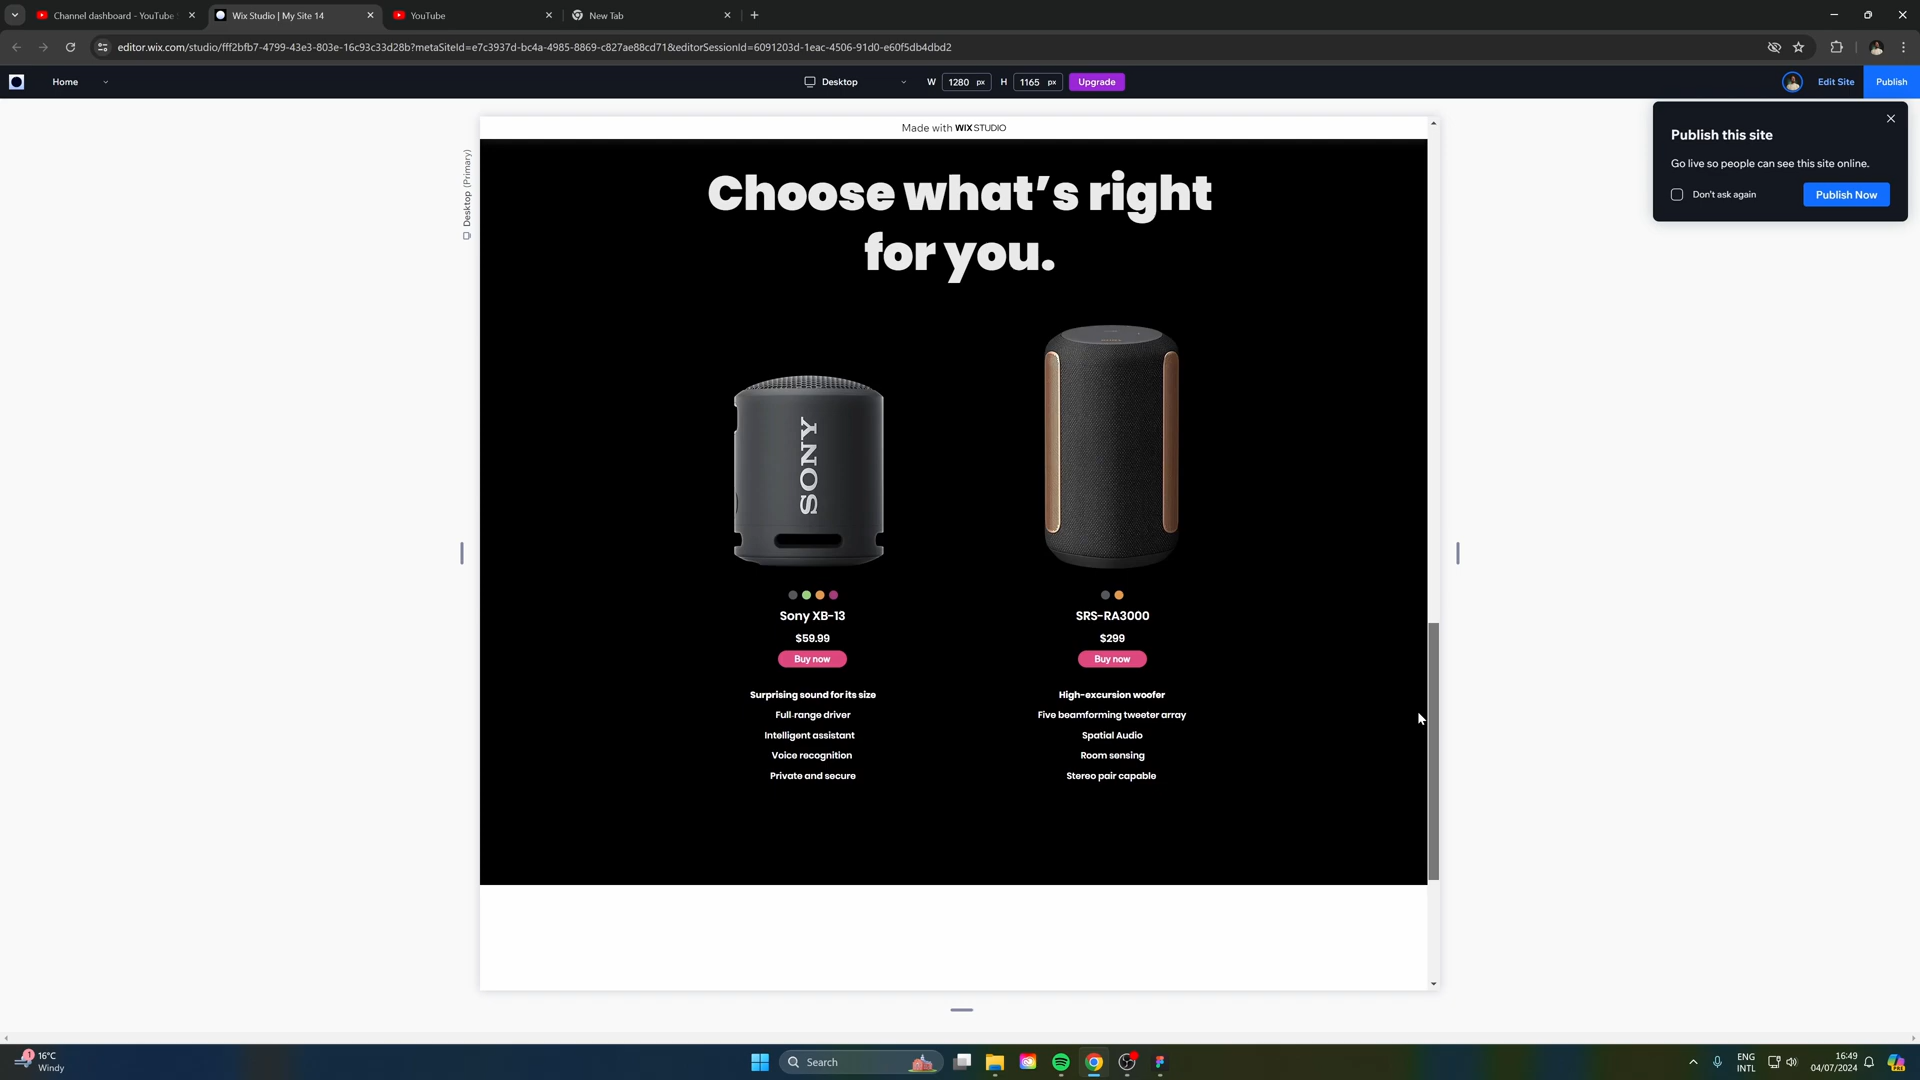 Channel dashboard - YouTube
Wix Studio | My Site 14
YouTube
New Tab
editor.wix.com/studio/fff2bfb7-4799-43e3-803e-16c93c33d28b?metaSiteId=e7c3937d-bc4a-4985-8869-c827ae88cd71&editorSessionId=6091203d-1eac-4506-91d0-e60f5db4dbd2
Home
Desktop
W 1280 px H 1165 px
Upgrade
Edit Site
Publish
Made with WIX STUDIO
Desktop (Primary)
Publish this site
Go live so people can see this site online.
Don't ask again
Publish Now
Choose what's right
for you.
SONY
Sony XB-13
$59.99
Buy now
Surprising sound for its size
Full-range driver
Intelligent assistant
Voice recognition
Private and secure
SRS-RA3000
$299
Buy now
High-excursion woofer
Five beamforming tweeter array
Spatial Audio
Room sensing
Stereo pair capable
1
16°C
Windy
Search
ENG
INTL
16:49
04/07/2024